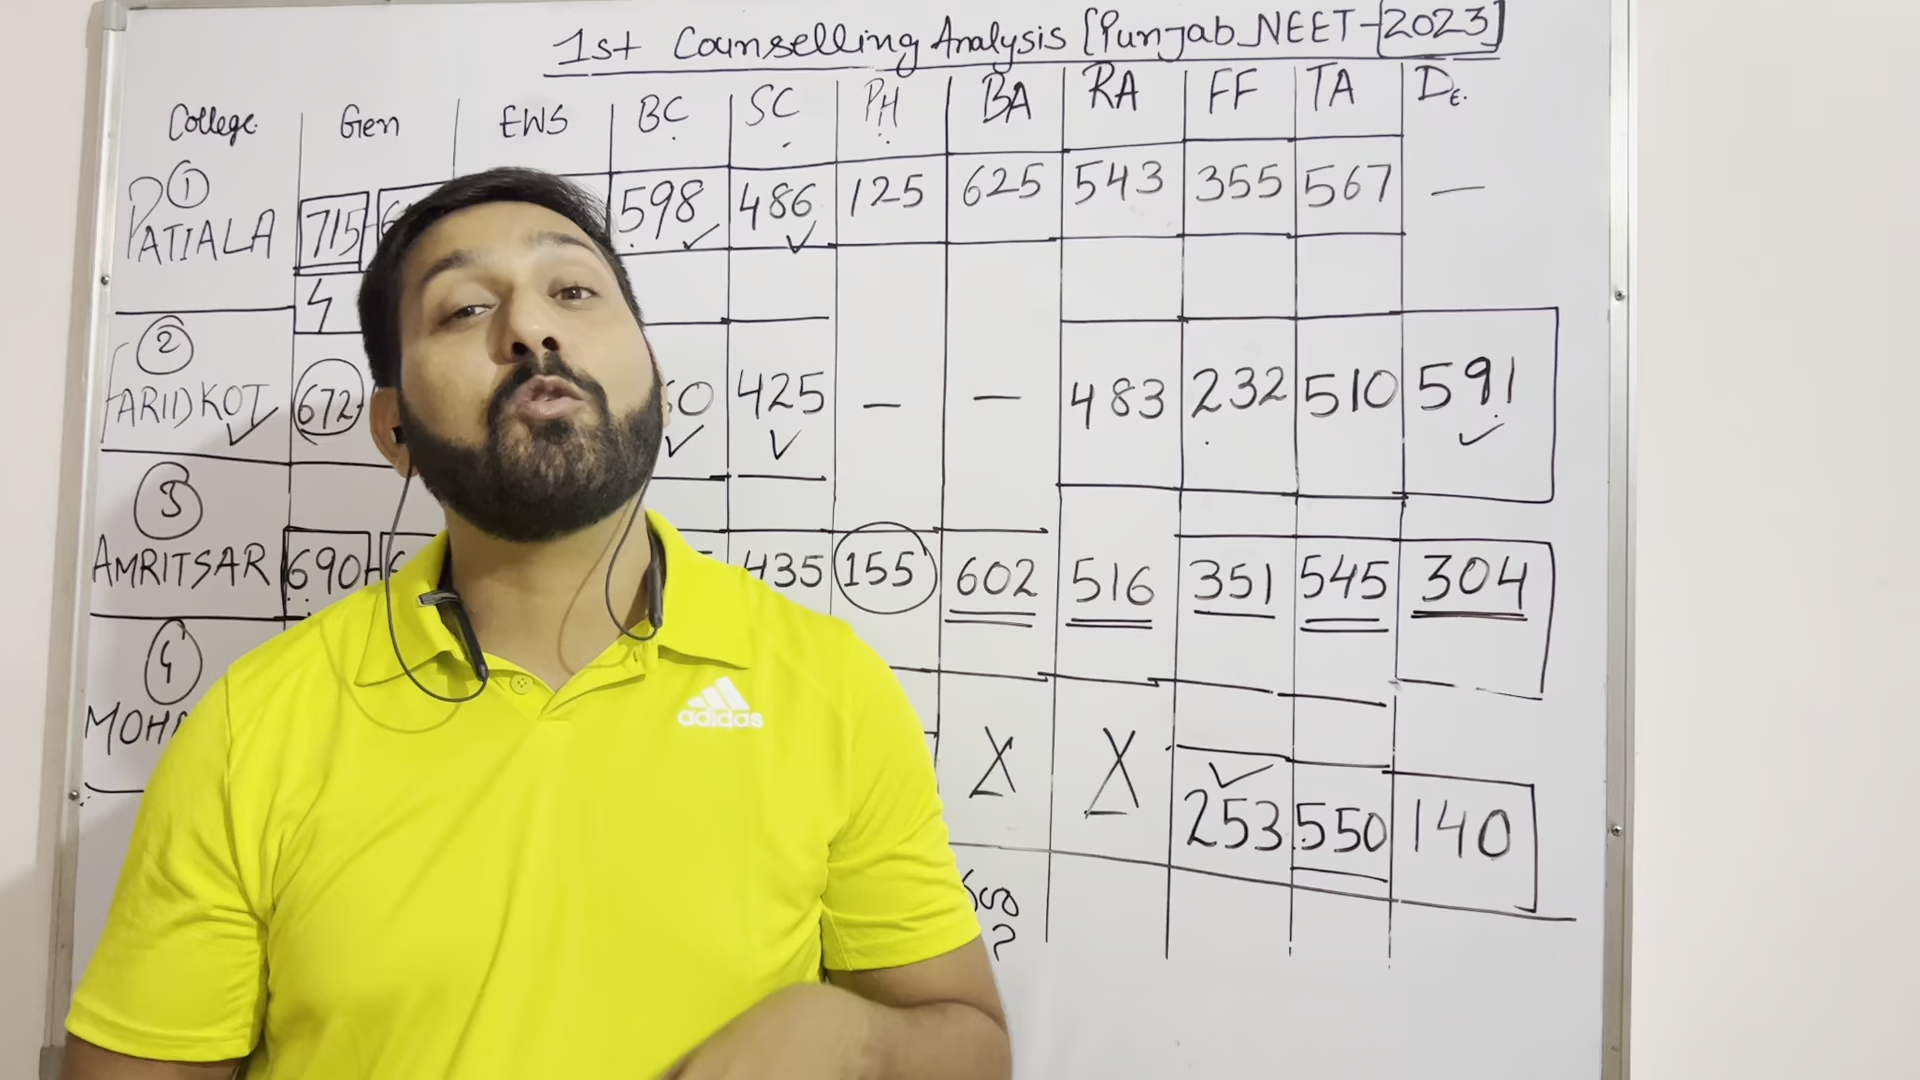 1st Counselling Analysis [Punjab NEET-[2023]
College Gen EWS BC SC PH BA RA FF TA DE.
1
PATIALA 715 598 486 125 625 543 355 567 —
2
FARIDKOT 672 425 — — 483 232 510 591
3
AMRITSAR 690 435 155 602 516 351 545 304
4
X X 253 550 140
600
?
adidas